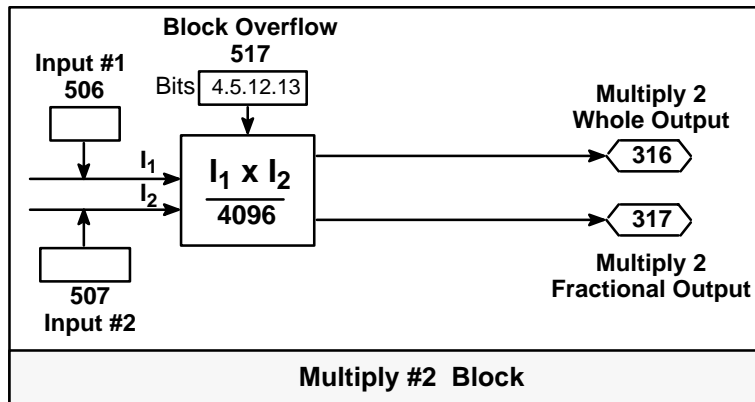 Block Overflow
517
Bits 4.5.12.13
Input #1
506
I1
I2
I1 x I2
4096
507
Input #2
Multiply 2
Whole Output
316
317
Multiply 2
Fractional Output
Multiply #2 Block